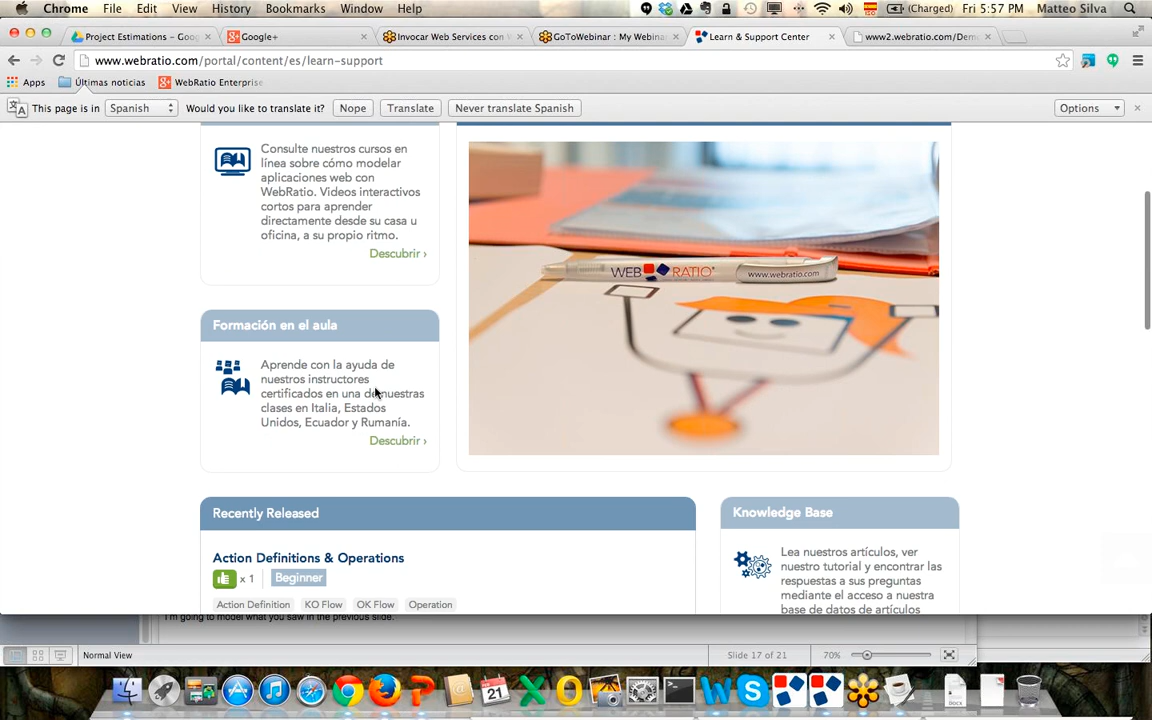 Chrome File Edit View History Bookmarks Window Help
(Charged) Fri 5:57 PM Matteo Silva
Project Estimations - Goog
Google+
Invocar Web Services con W
GoToWebinar : My Webinar
Learn & Support Center
www2.webratio.com/Dem
www.webratio.com/portal/content/es/learn-support
Apps
Últimas noticias
WebRatio Enterprise
This page is in
Spanish
Would you like to translate it?
Nope
Translate
Never translate Spanish
Options
Consulte nuestros cursos en
línea sobre cómo modelar
aplicaciones web con
WebRatio. Videos interactivos
cortos para aprender
directamente desde su casa u
oficina, a su propio ritmo.
Descubrir ›
WEB RATIO
www.webratio.com
Formación en el aula
Aprende con la ayuda de
nuestros instructores
certificados en una de nuestras
clases en Italia, Estados
Unidos, Ecuador y Rumanía.
Descubrir ›
Recently Released
Action Definitions & Operations
x 1
Beginner
Action Definition
KO Flow
OK Flow
Operation
Knowledge Base
Lea nuestros artículos, ver
nuestro tutorial y encontrar las
respuestas a sus preguntas
mediante el acceso a nuestra
base de datos de artículos
I'm going to model what you saw in the previous slide.
Normal View
Slide 17 of 21
70%
21
DOCX